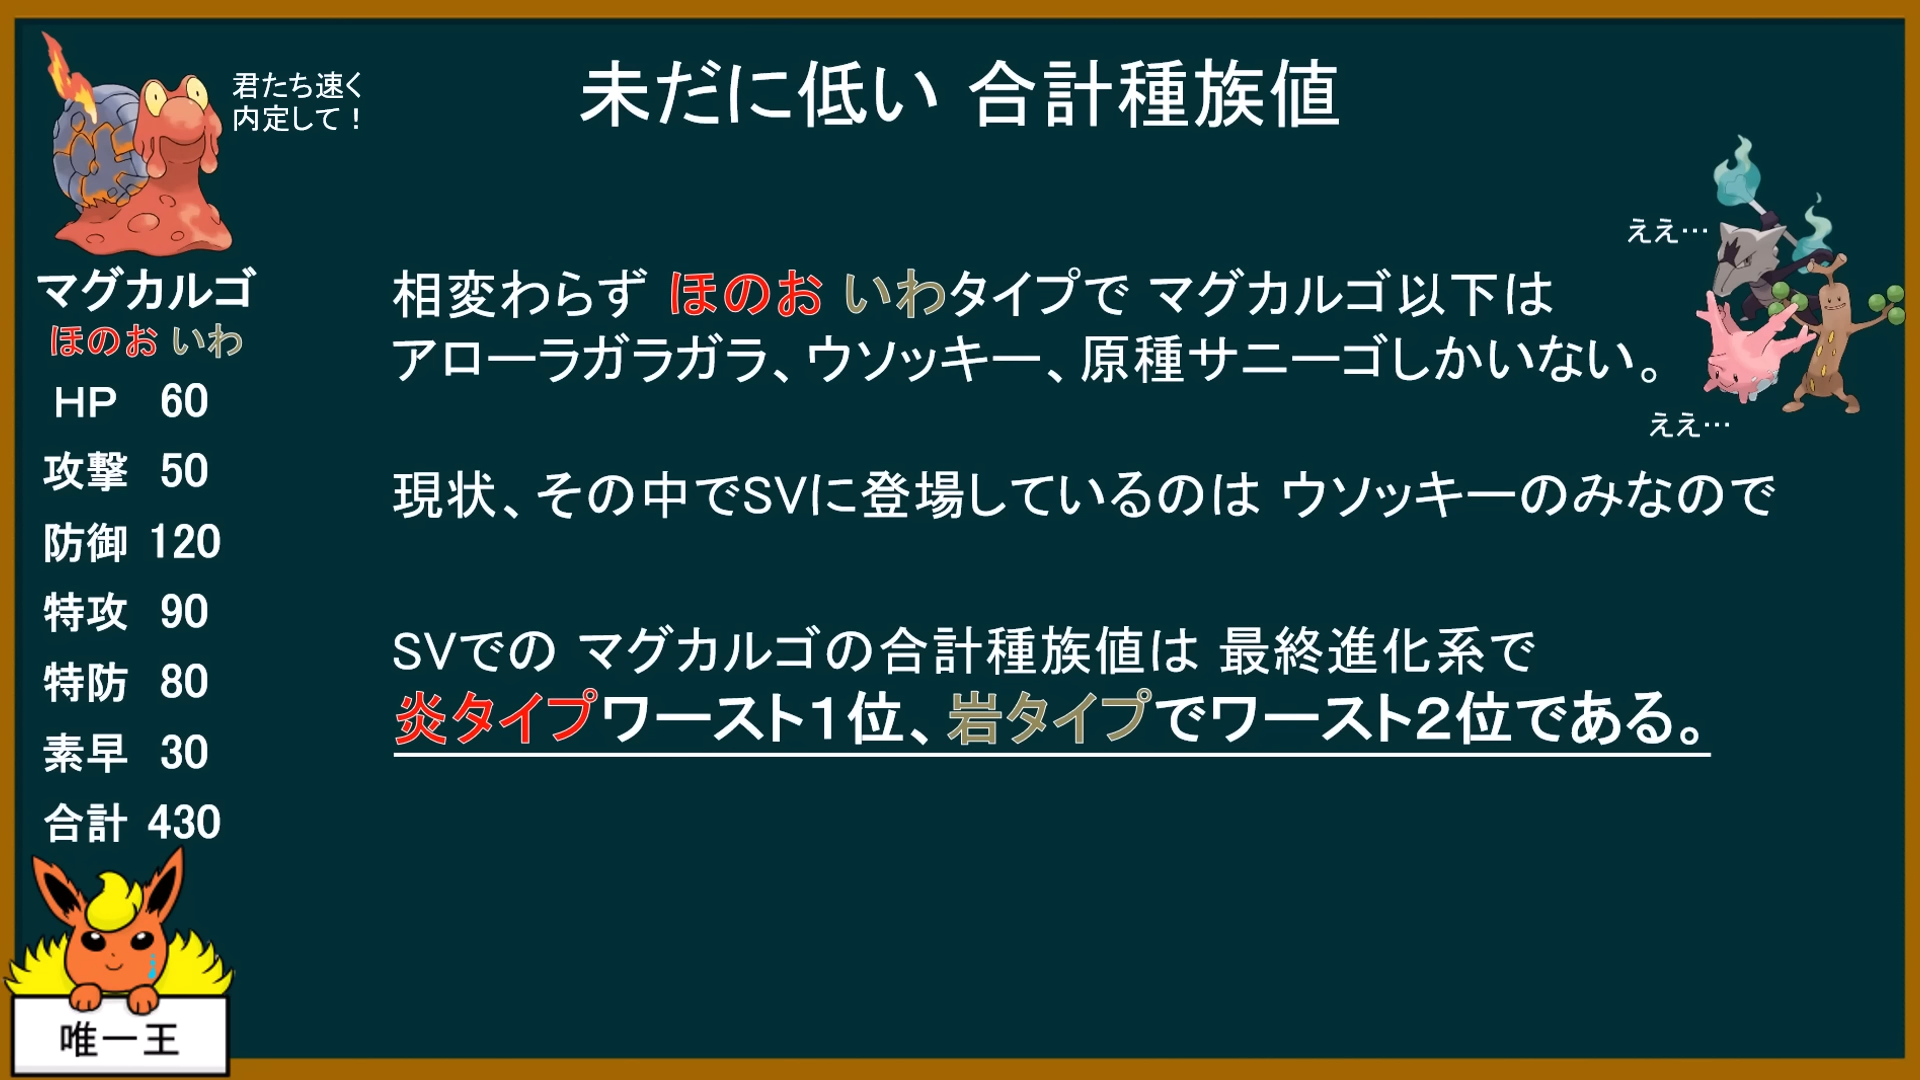 未だに低い 合計種族値
君たち速く
内定して！
ええ…
ええ…
マグカルゴ
ほのお いわ
HP 60
攻撃 50
防御 120
特攻 90
特防 80
素早 30
合計 430
相変わらず ほのお いわタイプで マグカルゴ以下は
アローラガラガラ、ウソッキー、原種サニーゴしかいない。
現状、その中でSVに登場しているのは ウソッキーのみなので
SVでの マグカルゴの合計種族値は 最終進化系で
炎タイプワースト１位、岩タイプでワースト２位である。
唯一王